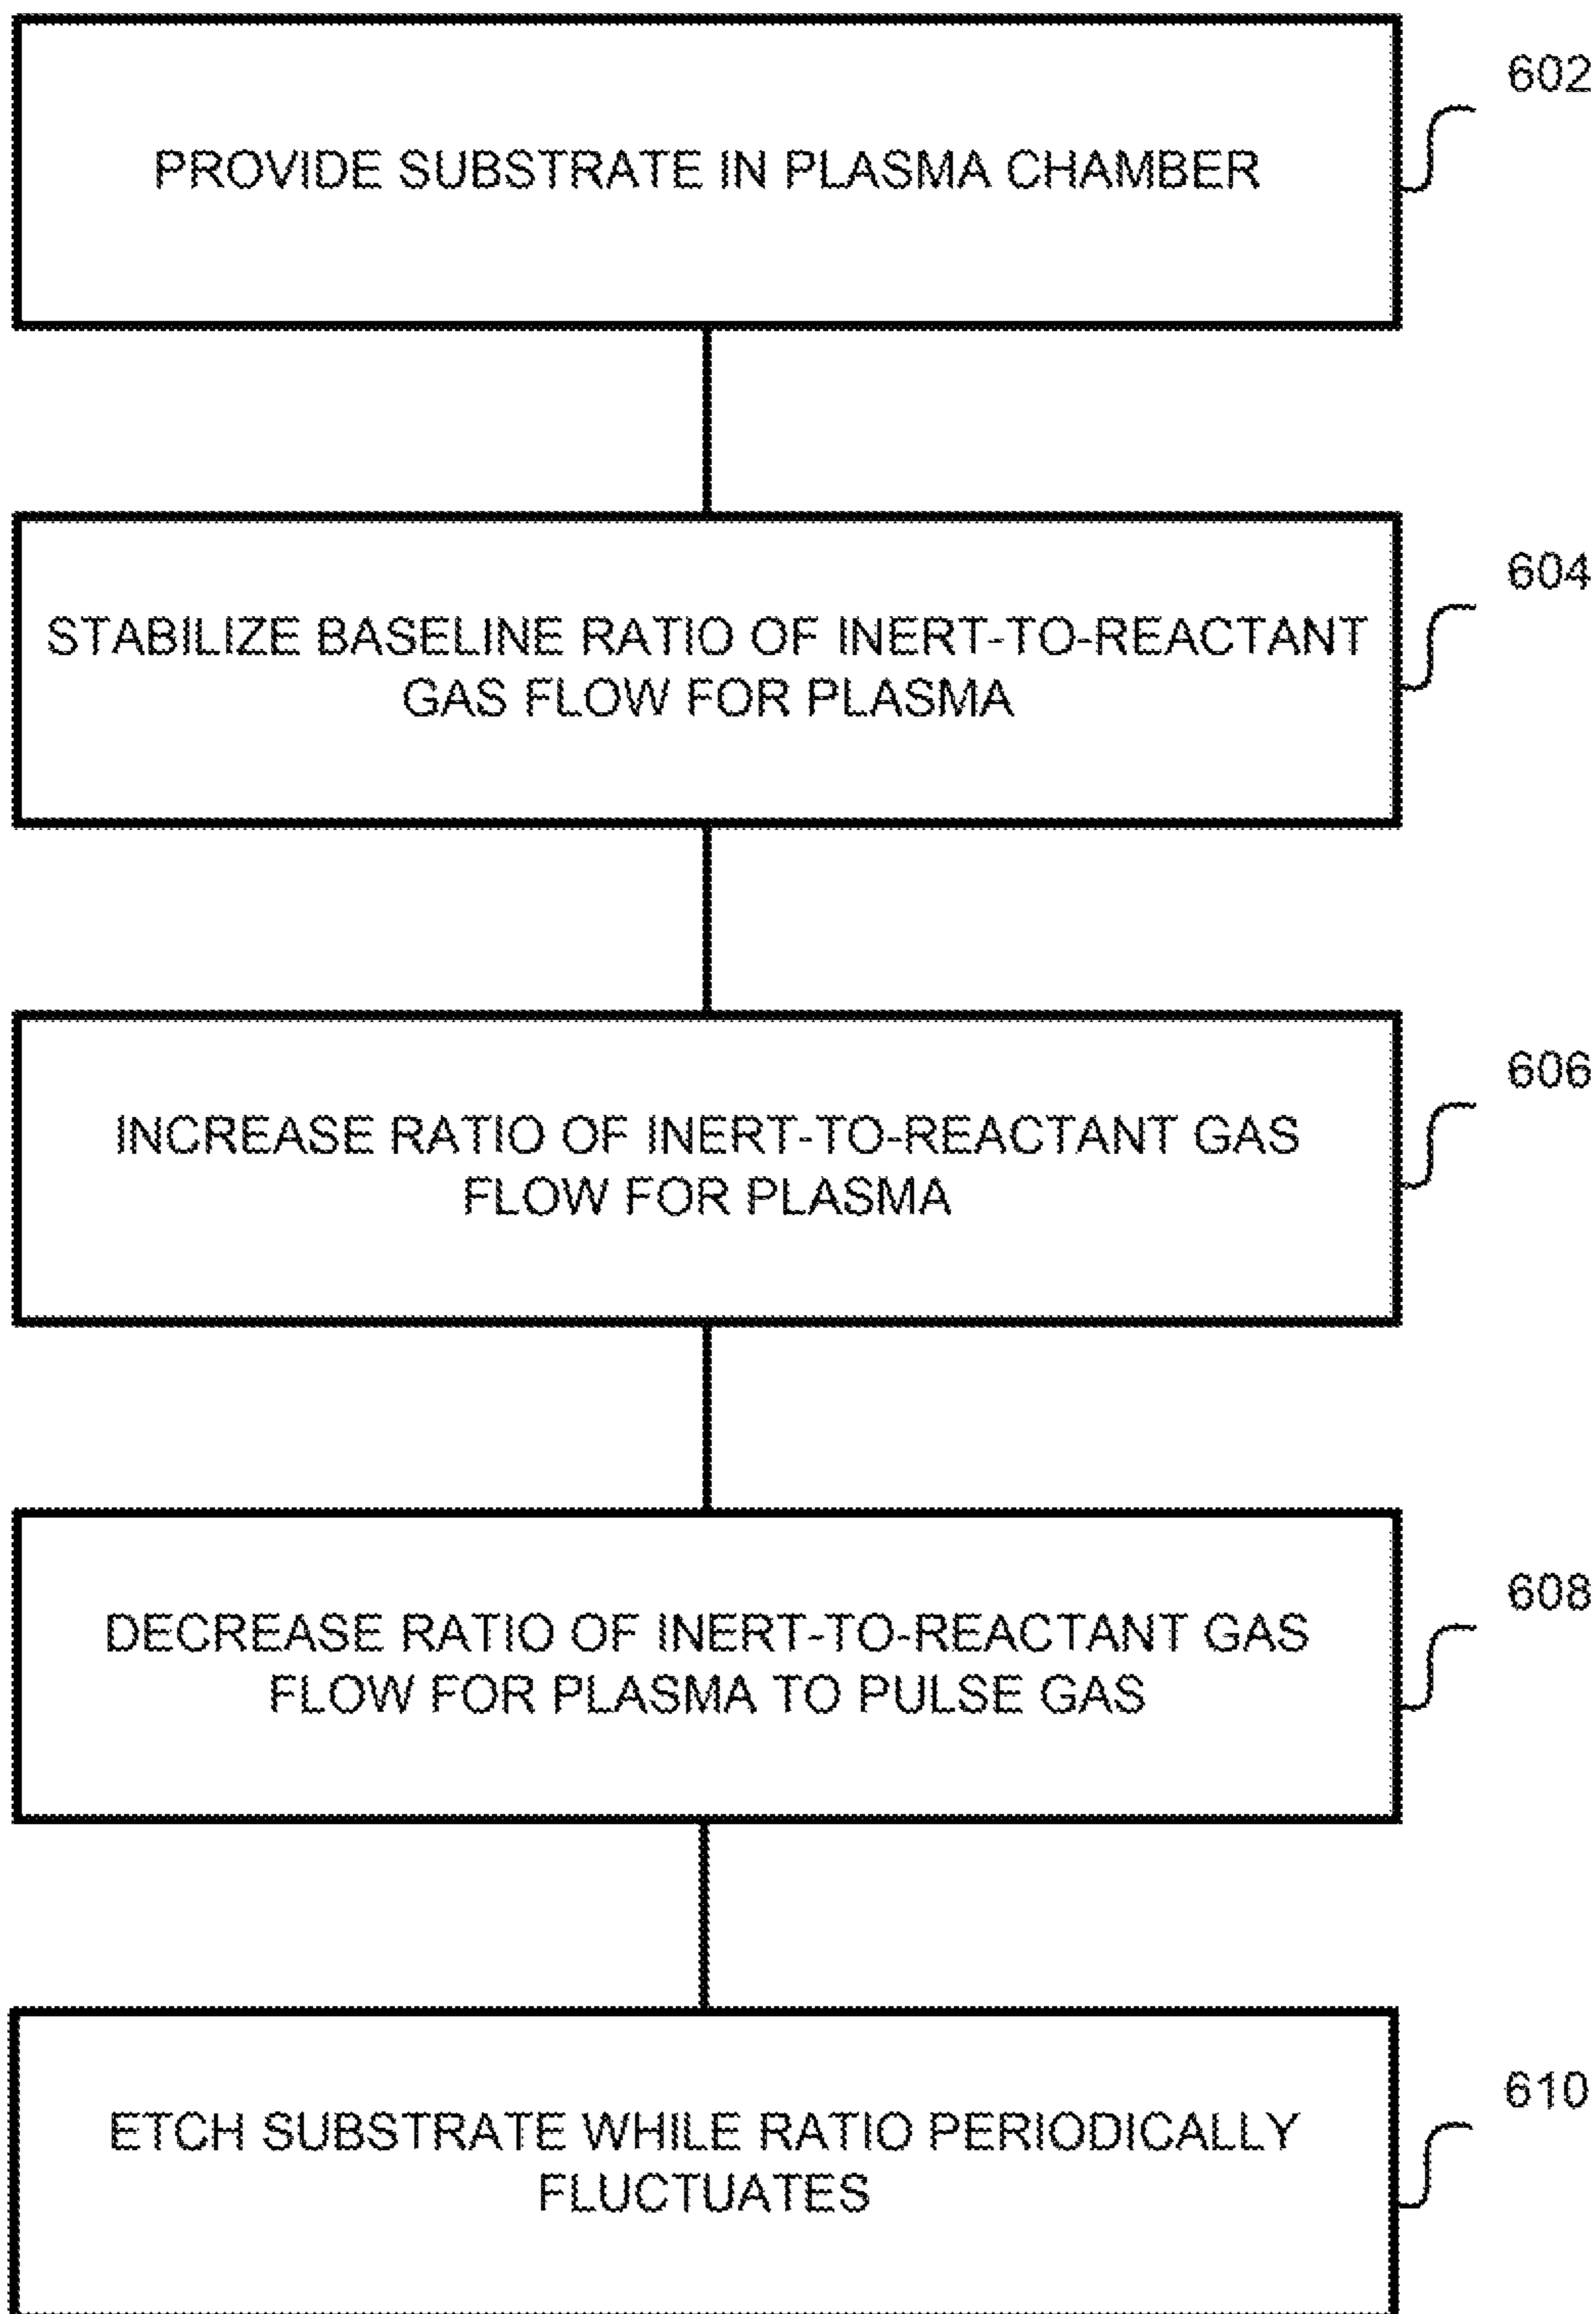 602
PROVIDE SUBSTRATE IN PLASMA CHAMBER
604
STABILIZE BASELINE RATIO OF INERT-TO-REACTANT
GAS FLOW FOR PLASMA
606
INCREASE RATIO OF INERT-TO-REACTANT GAS
FLOW FOR PLASMA
608
DECREASE RATIO OF INERT-TO-REACTANT GAS
FLOW FOR PLASMA TO PULSE GAS
610
ETCH SUBSTRATE WHILE RATIO PERIODICALLY
FLUCTUATES